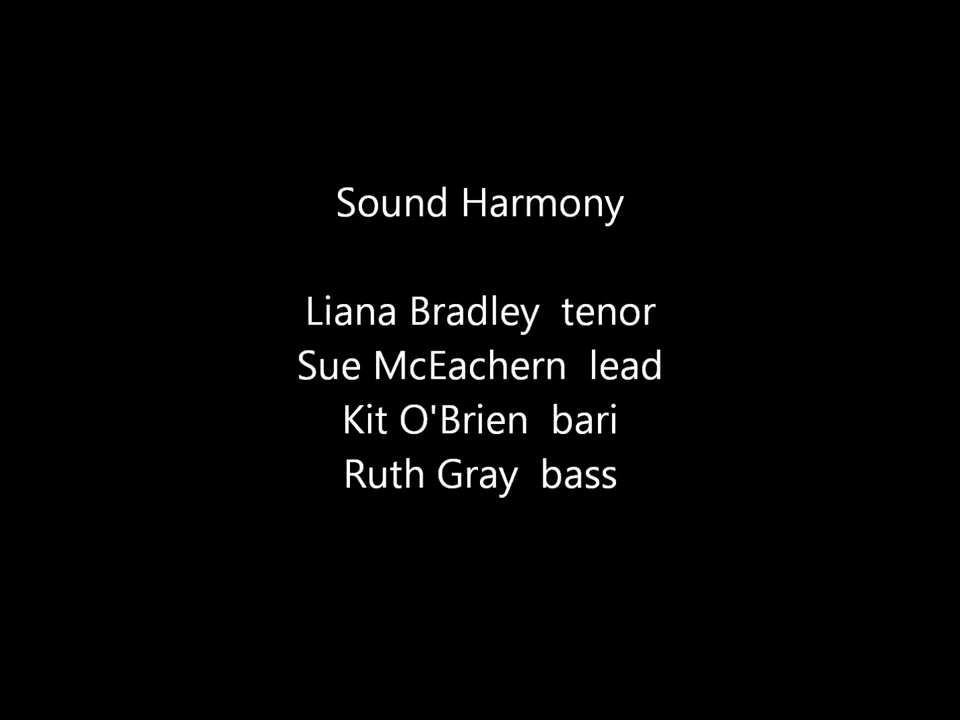 Sound Harmony
Liana Bradley  tenor
Sue McEachern  lead
Kit O'Brien  bari
Ruth Gray  bass